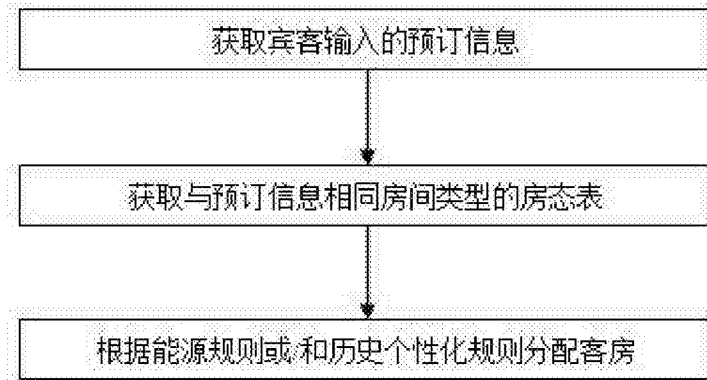 获取宾客输入的预订信息
获取与预订信息相同房间类型的房态表
根据能源规则或/和历史个性化规则分配客房